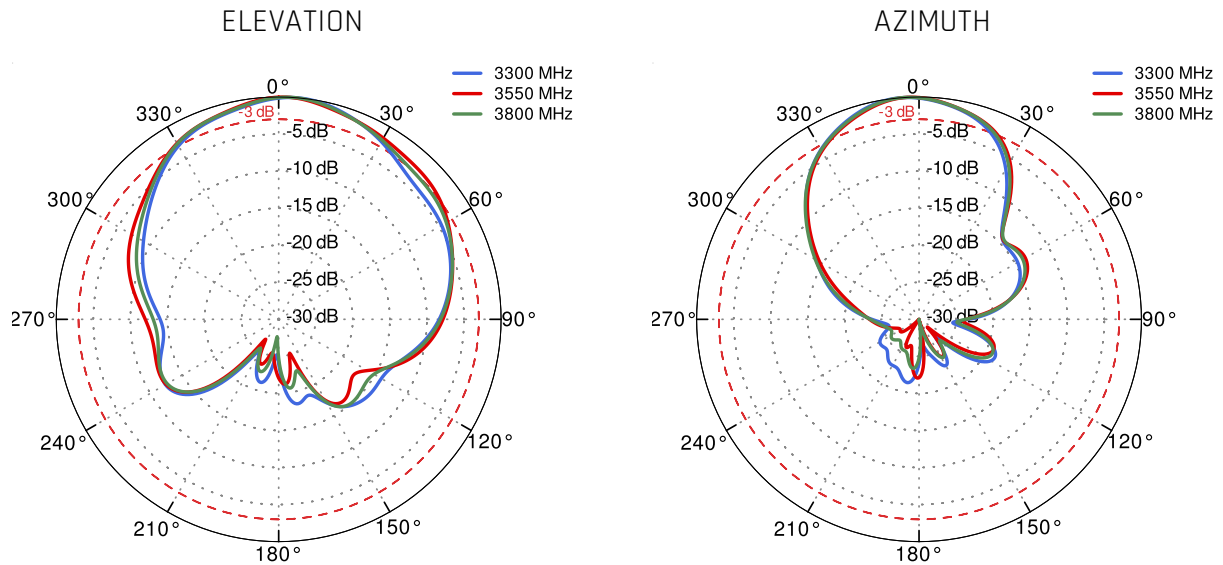 ELEVATION
3300 MHz
3550 MHz
3800 MHz
0°
-3 dB
330°
30°
-5 dB
-10 dB
300°
60°
-15 dB
-20 dB
-25 dB
-30 dB
270°
90°
240°
120°
210°
150°
180°
AZIMUTH
3300 MHz
3550 MHz
3800 MHz
0°
-3 dB
330°
30°
-5 dB
-10 dB
300°
60°
-15 dB
-20 dB
-25 dB
-30 dB
270°
90°
240°
120°
210°
150°
180°